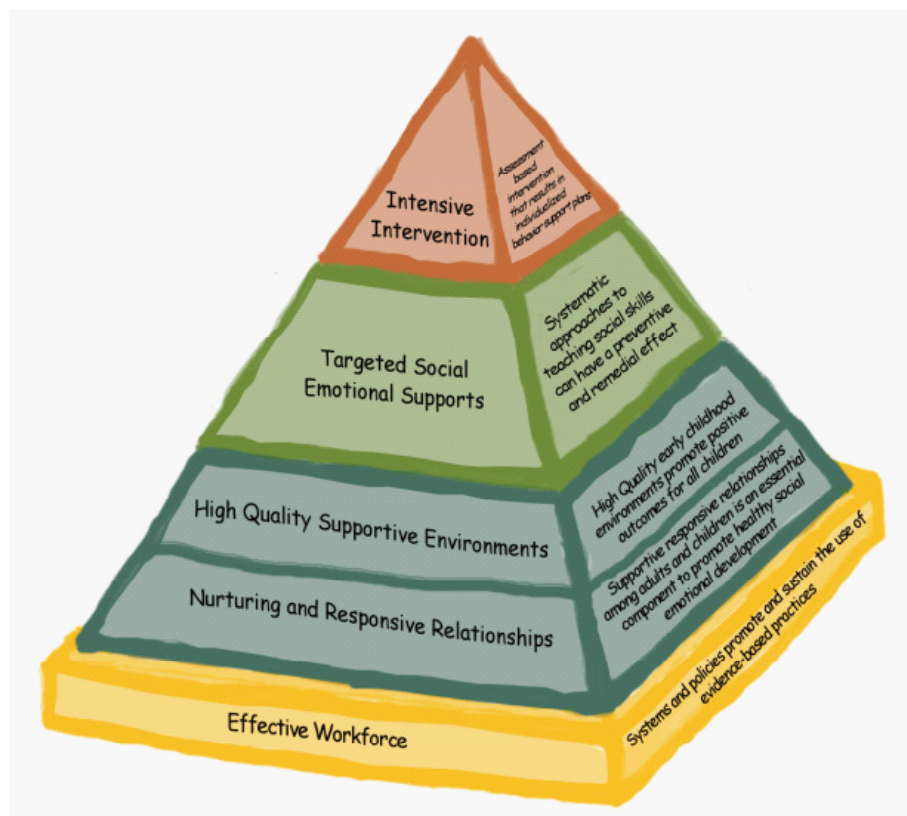 Intensive
Intervention
Assessment
based
intervention
that results in
individualized
behavior support plans
Targeted Social
Emotional Supports
Systematic
approaches to
teaching social skills
can have a preventive
and remedial effect
High Quality Supportive Environments
High Quality early childhood
environments promote positive
outcomes for all children
Nurturing and Responsive Relationships
Supportive responsive relationships
among adults and children is an essential
component to promote healthy social
emotional development
Effective Workforce
Systems and policies promote and sustain the use of
evidence-based practices